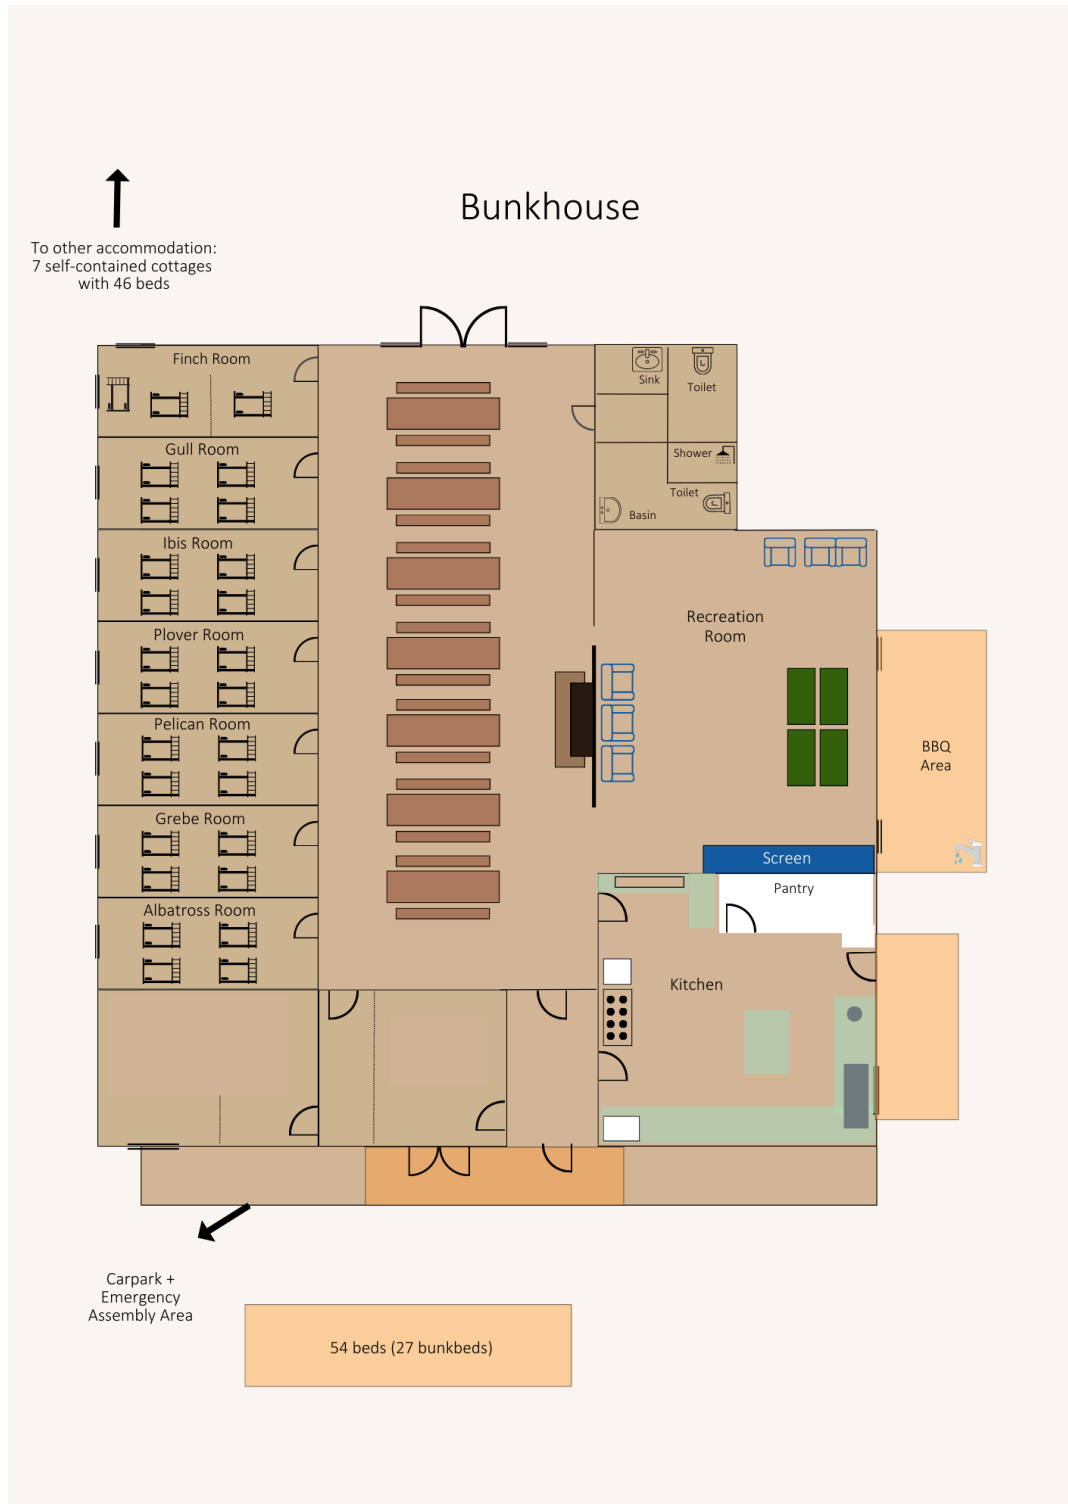 Bunkhouse
To other accommodation:
7 self-contained cottages
with 46 beds
Finch Room
Sink
Toilet
Gull Room
Shower
Toilet
Basin
Ibis Room
Recreation
Room
Plover Room
Pelican Room
BBQ
Area
Grebe Room
Screen
Pantry
Albatross Room
Kitchen
Carpark +
Emergency
Assembly Area
54 beds (27 bunkbeds)